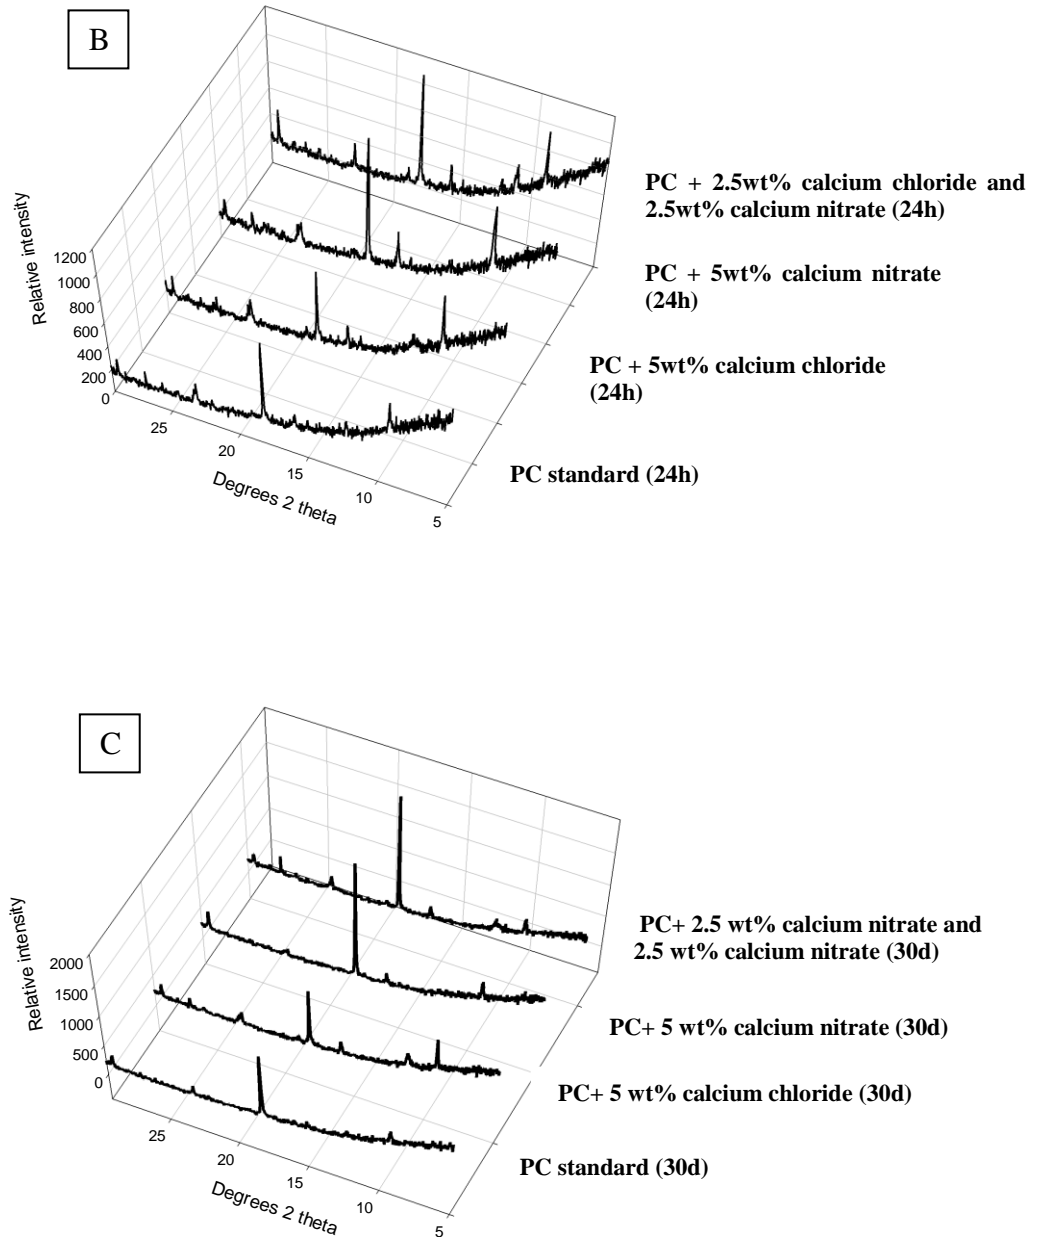 B
PC + 2.5wt% calcium chloride and
2.5wt% calcium nitrate (24h)
PC + 5wt% calcium nitrate
(24h)
PC + 5wt% calcium chloride
(24h)
PC standard (24h)
Relative intensity
1200
1000
800
600
400
200
0
25
20
15
10
5
Degrees 2 theta
C
PC+ 2.5 wt% calcium nitrate and
2.5 wt% calcium nitrate (30d)
PC+ 5 wt% calcium nitrate (30d)
PC+ 5 wt% calcium chloride (30d)
PC standard (30d)
Relative intensity
2000
1500
1000
500
0
25
20
15
10
5
Degrees 2 theta